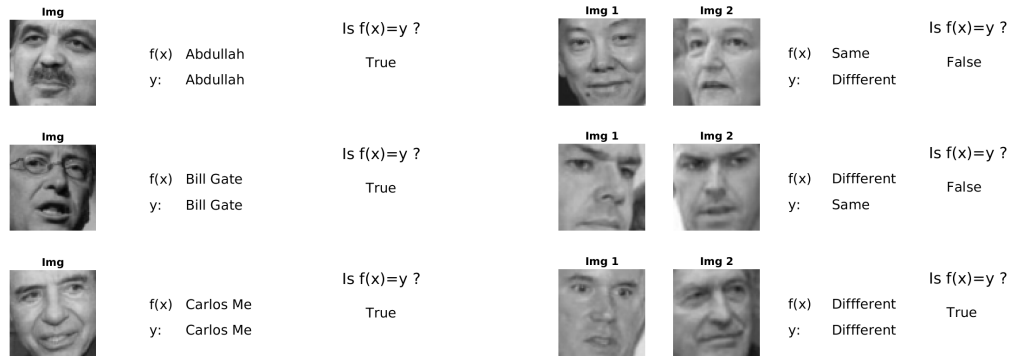 Img
Is f(x)=y ?
f(x) Abdullah
True
y: Abdullah
Img 1 Img 2
Is f(x)=y ?
f(x) Same
False
y: Diffferent
Img
Is f(x)=y ?
f(x) Bill Gate
True
y: Bill Gate
Img 1 Img 2
Is f(x)=y ?
f(x) Diffferent
False
y: Same
Img
Is f(x)=y ?
f(x) Carlos Me
True
y: Carlos Me
Img 1 Img 2
Is f(x)=y ?
f(x) Diffferent
True
y: Diffferent